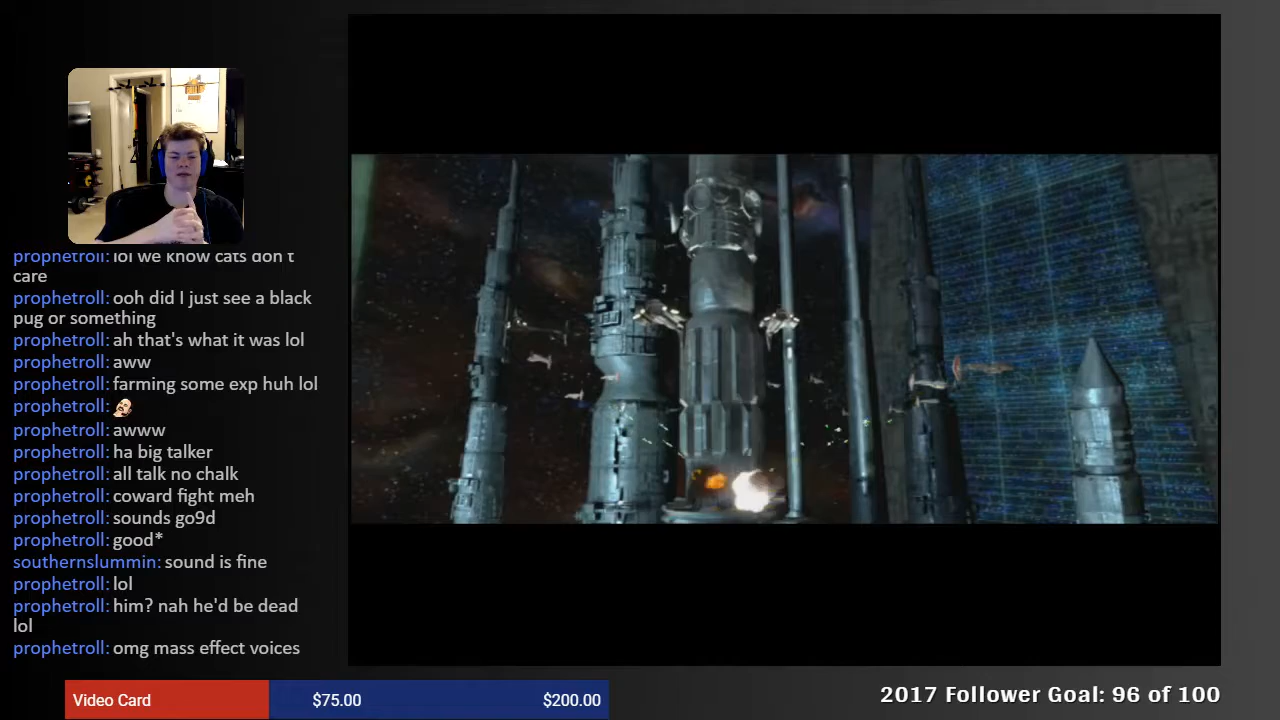 prophetroll: lol we know cats don't
care
prophetroll: ooh did I just see a black
pug or something
prophetroll: ah that's what it was lol
prophetroll: aww
prophetroll: farming some exp huh lol
prophetroll:
prophetroll: awww
prophetroll: ha big talker
prophetroll: all talk no chalk
prophetroll: coward fight meh
prophetroll: sounds go9d
prophetroll: good*
southernslummin: sound is fine
prophetroll: lol
prophetroll: him? nah he'd be dead
lol
prophetroll: omg mass effect voices
Video Card $75.00 $200.00
2017 Follower Goal: 96 of 100